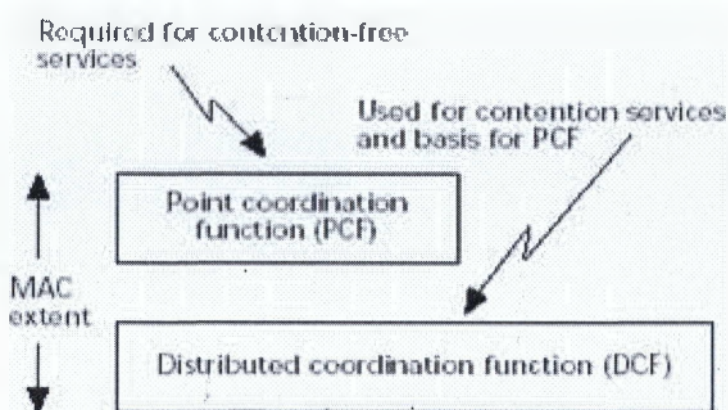 Required for contention-free
services
Used for contention services
and basis for PCF
Point coordination
function (PCF)
MAC
extent
Distributed coordination function (DCF)